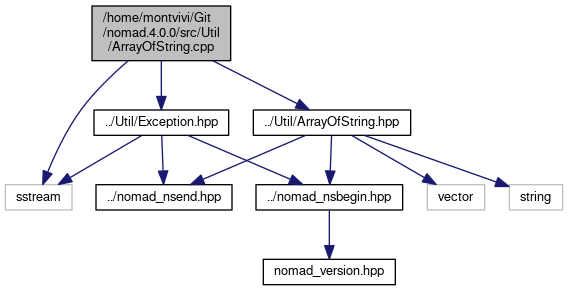 /home/montvivi/Git
/nomad.4.0.0/src/Util
/ArrayOfString.cpp
../Util/Exception.hpp
../Util/ArrayOfString.hpp
sstream
../nomad_nsend.hpp
../nomad_nsbegin.hpp
vector
string
nomad_version.hpp